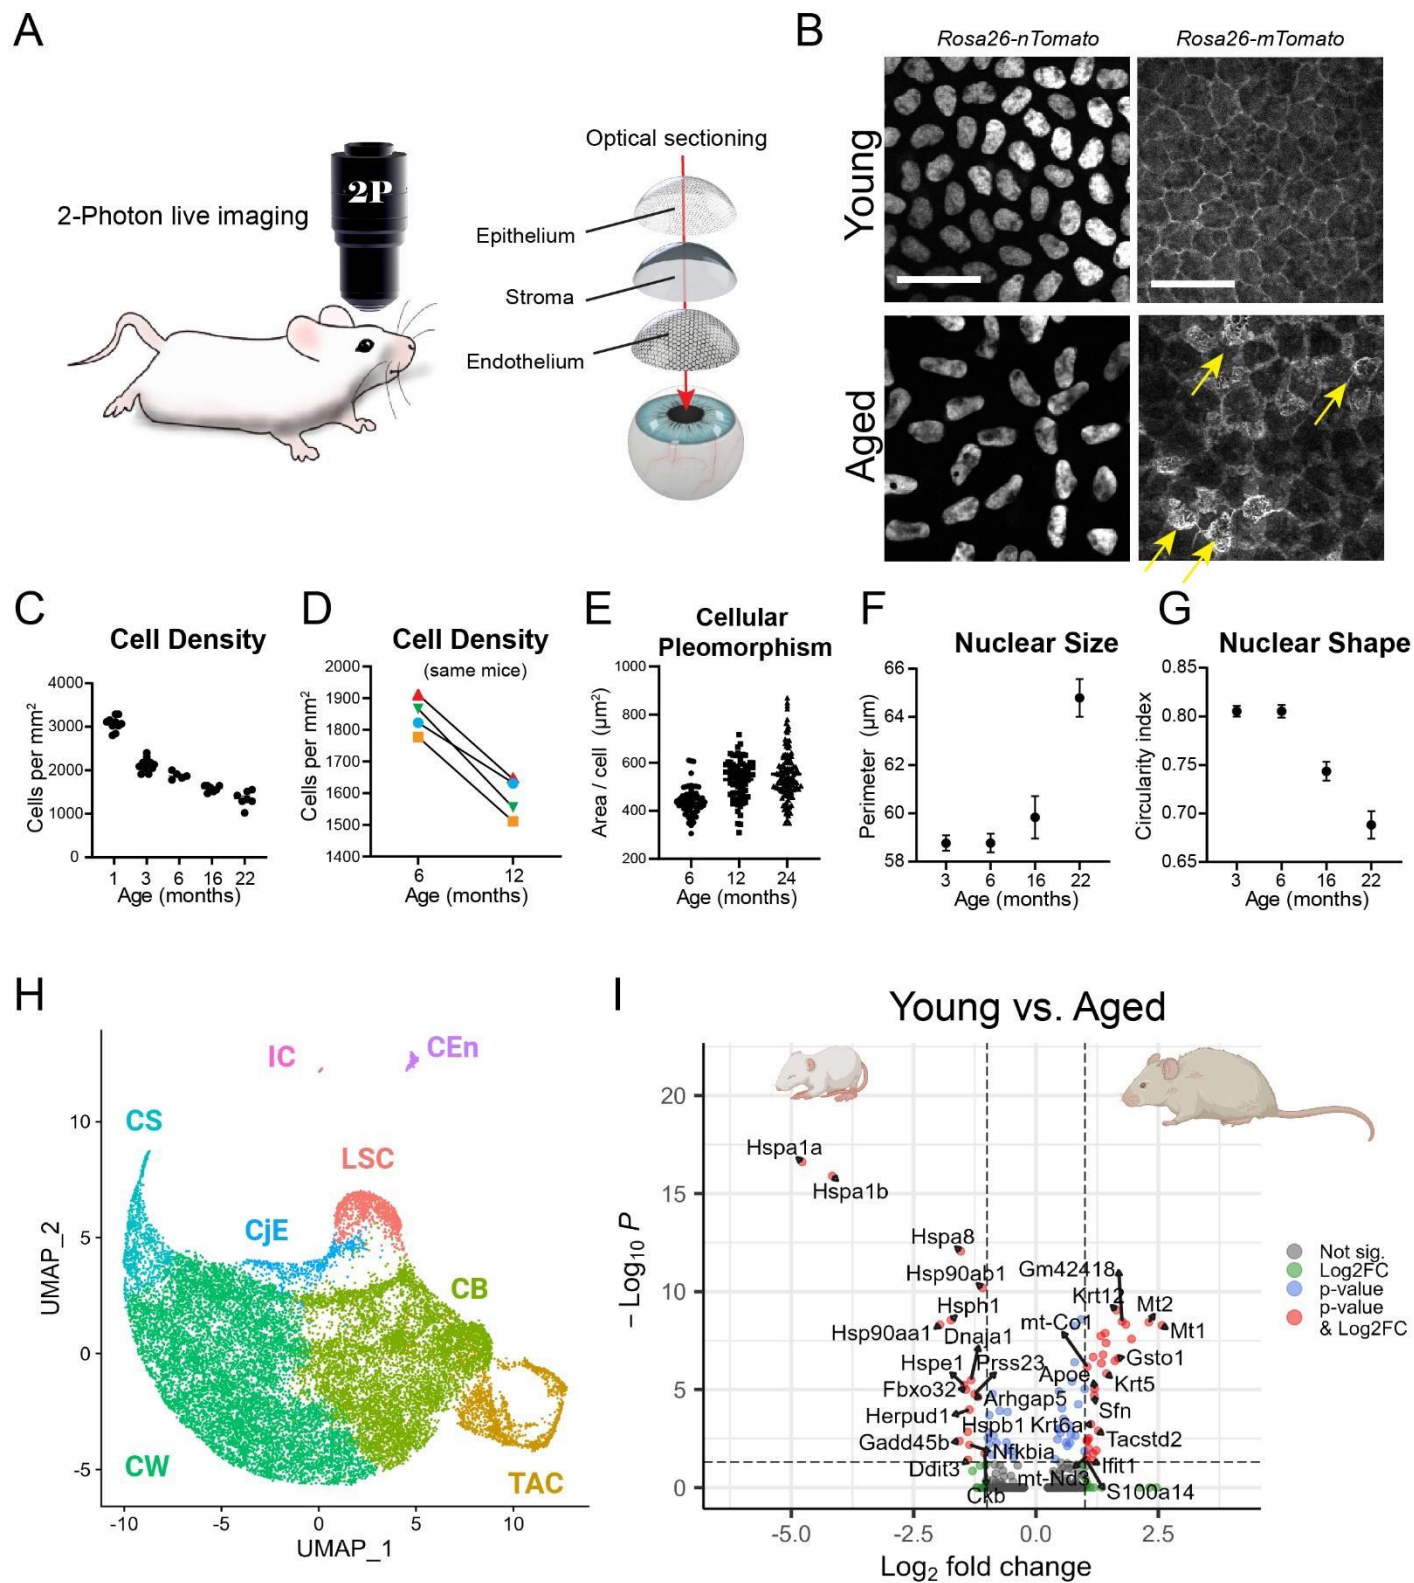 A
2-Photon live imaging
2P
Optical sectioning
Epithelium
Stroma
Endothelium
B
Rosa26-nTomato
Rosa26-mTomato
Young
Aged
C
Cell Density
Cells per mm2
4000
3000
2000
1000
0
1 3 6 16 22
Age (months)
D
Cell Density
(same mice)
Cells per mm2
2000
1900
1800
1700
1600
1500
1400
6 12
Age (months)
E
Cellular
Pleomorphism
Area / cell (μm2)
1000
800
600
400
200
6 12 24
Age (months)
F
Nuclear Size
Perimeter (μm)
66
64
62
60
58
3 6 16 22
Age (months)
G
Nuclear Shape
Circularity index
0.85
0.80
0.75
0.70
0.65
3 6 16 22
Age (months)
H
IC
CEn
CS
LSC
CjE
CB
CW
TAC
UMAP_2
10
5
0
-5
-10 -5 0 5 10
UMAP_1
I
Young vs. Aged
– Log10 P
20
15
10
5
0
Hspa1a
Hspa1b
Hspa8
Hsp90ab1
Gm42418
Krt12
Mt2
Hsph1
mt-Co1
Mt1
Hsp90aa1
Dnaja1
Gsto1
Hspe1
Prss23
Apoe
Krt5
Fbxo32
Arhgap5
Sfn
Herpud1
Hspb1
Krt6a
Tacstd2
Gadd45b
Nfkbia
Ifit1
Ddit3
mt-Nd3
S100a14
Ckb
-5.0 -2.5 0.0 2.5
Log2 fold change
Not sig.
Log2FC
p-value
p-value
& Log2FC